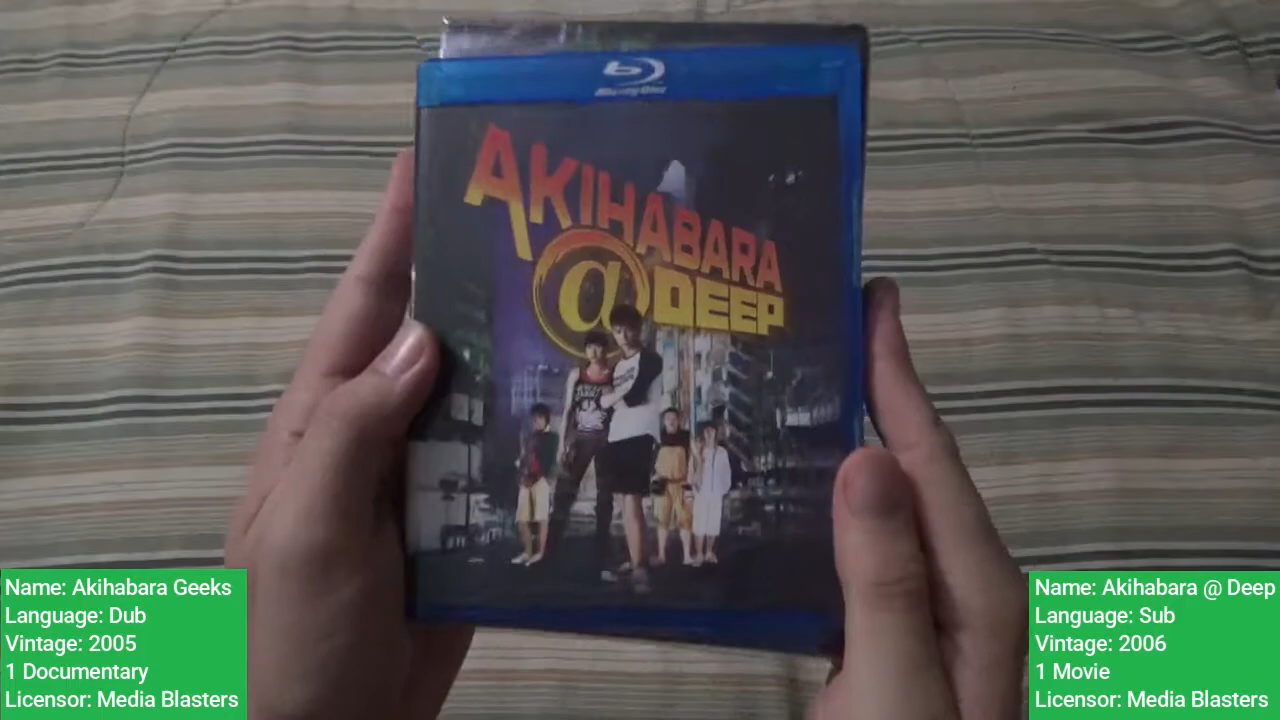 Blu-ray Disc
AKIHABARA
@ DEEP
Name: Akihabara Geeks
Language: Dub
Vintage: 2005
1 Documentary
Licensor: Media Blasters
Name: Akihabara @ Deep
Language: Sub
Vintage: 2006
1 Movie
Licensor: Media Blasters